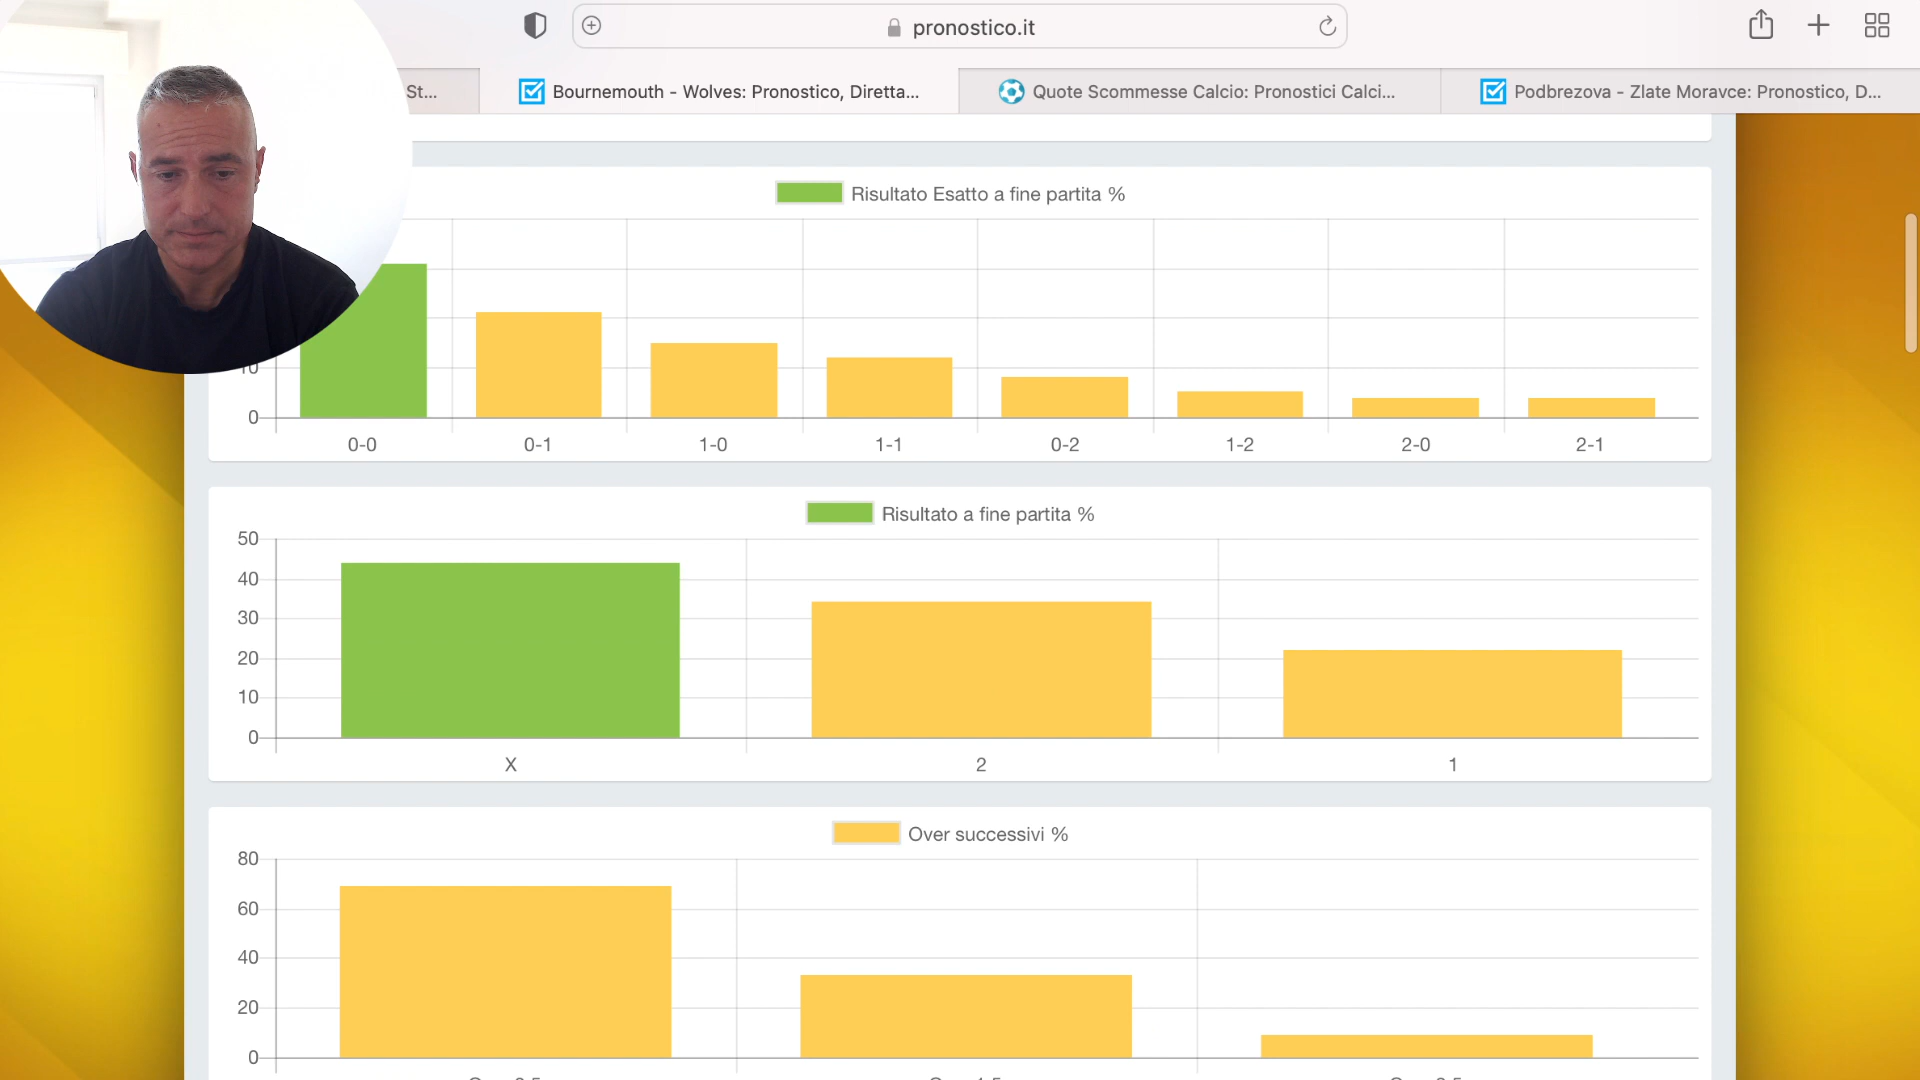 pronostico.it
St...
Bournemouth - Wolves: Pronostico, Diretta...
Quote Scommesse Calcio: Pronostici Calci...
Podbrezova - Zlate Moravce: Pronostico, D...
Risultato Esatto a fine partita %
10
0
0-0 0-1 1-0 1-1 0-2 1-2 2-0 2-1
Risultato a fine partita %
50
40
30
20
10
0
X 2 1
Over successivi %
80
60
40
20
0